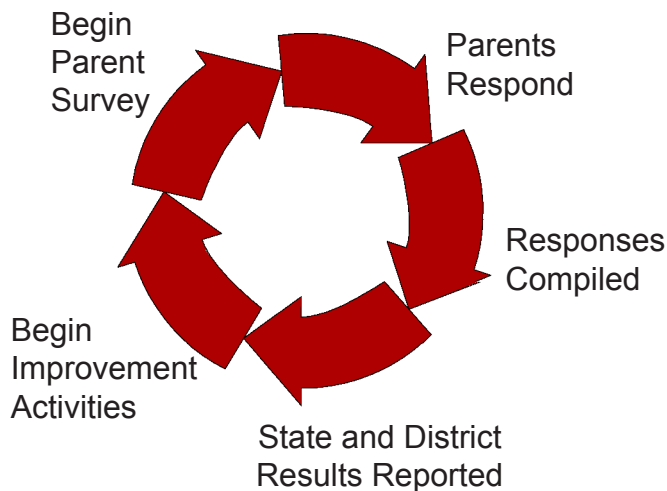 Begin
Parent
Survey
Parents
Respond
Responses
Compiled
State and District
Results Reported
Begin
Improvement
Activities